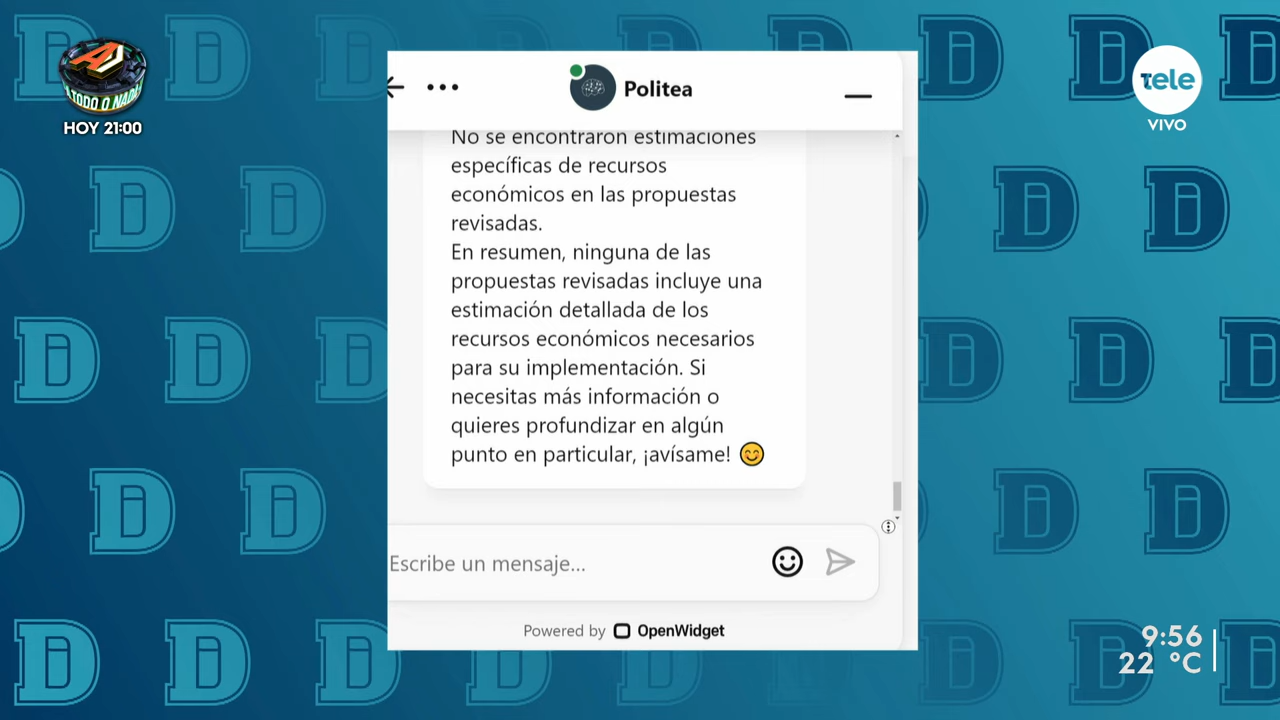 A TODO O NADA
HOY 21:00
Politea
tele
VIVO
No se encontraron estimaciones
específicas de recursos
económicos en las propuestas
revisadas.
En resumen, ninguna de las
propuestas revisadas incluye una
estimación detallada de los
recursos económicos necesarios
para su implementación. Si
necesitas más información o
quieres profundizar en algún
punto en particular, ¡avísame! 😊
Escribe un mensaje...
Powered by OpenWidget
9:56
22 °C